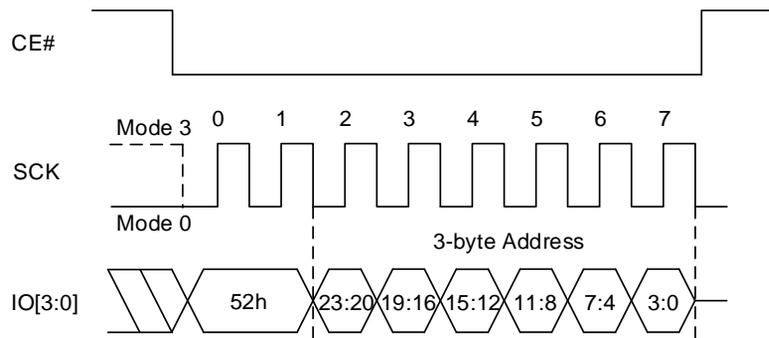 CE#
0 1 2 3 4 5 6 7
Mode 3
SCK
Mode 0
3-byte Address
IO[3:0] 52h 23:20 19:16 15:12 11:8 7:4 3:0